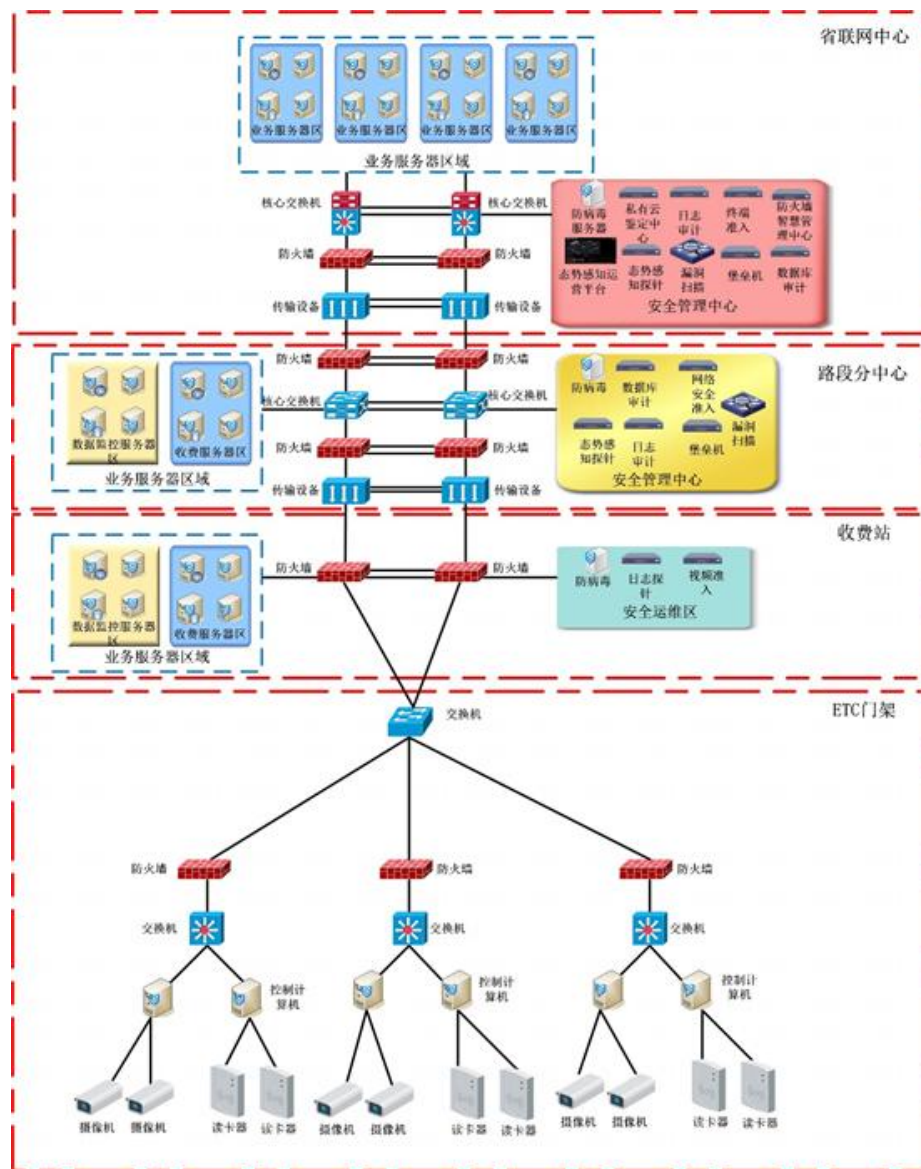 省联网中心
业务服务器区
业务服务器区
业务服务器区
业务服务器区
业务服务器区域
核心交换机
核心交换机
防火墙
防火墙
传输设备
传输设备
防病毒
服务器
私有云
鉴定中
心
日志
审计
终端
准入
防火墙
智慧管
理中心
态势感知运
营平台
态势感
知探针
漏洞
扫描
堡垒机
数据库
审计
安全管理中心
路段分中心
防火墙
防火墙
数据监控服务器
区
收费服务器区
业务服务器区域
核心交换机
核心交换机
防火墙
防火墙
传输设备
传输设备
防病毒
数据库
审计
网络
安全
准入
漏洞
扫描
态势感
知探针
日志
审计
堡垒机
安全管理中心
收费站
数据监控服务器
区
收费服务器区
业务服务器区域
防火墙
防火墙
防病毒
日志探
针
视频准
入
安全运维区
ETC门架
交换机
防火墙
防火墙
防火墙
交换机
交换机
交换机
控制计
算机
控制计
算机
控制计
算机
摄像机
摄像机
读卡器
读卡器
摄像机
摄像机
读卡器
读卡器
摄像机
摄像机
读卡器
读卡器